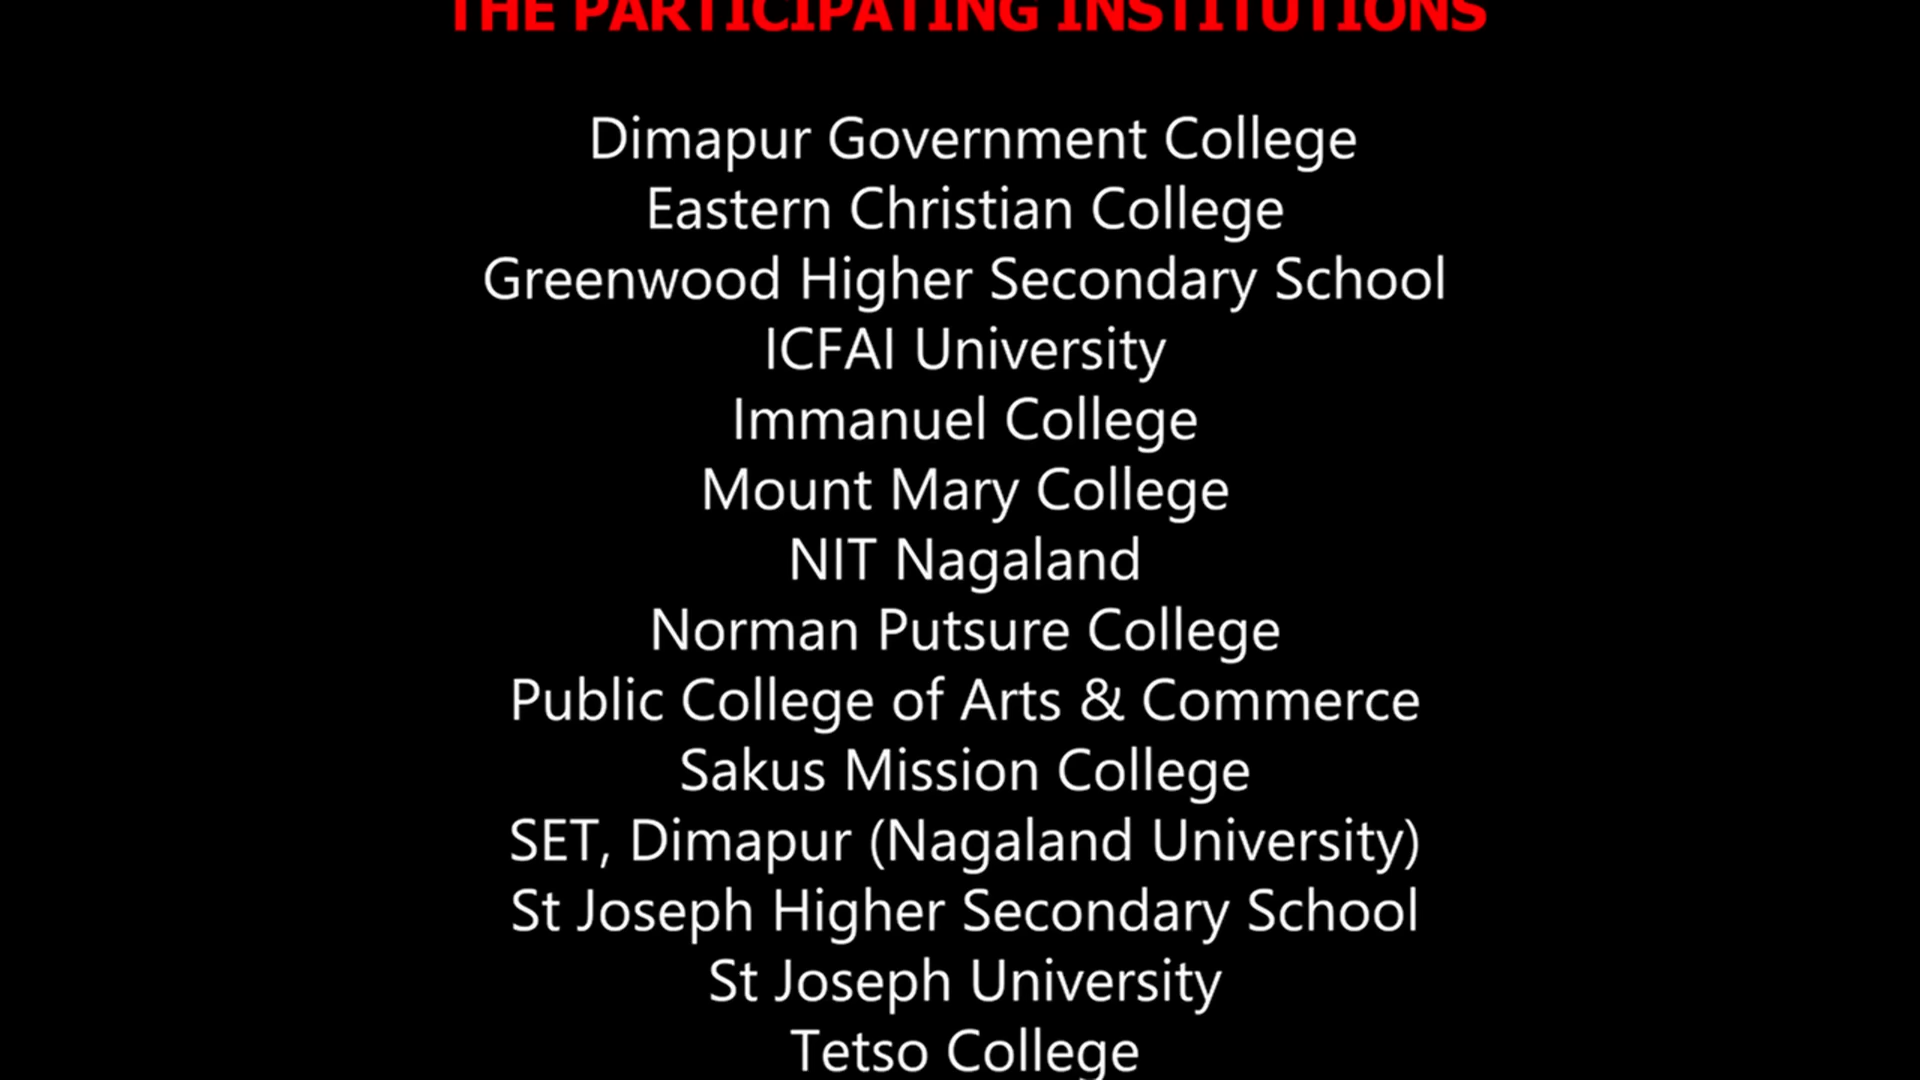 THE PARTICIPATING INSTITUTIONS
Dimapur Government College
Eastern Christian College
Greenwood Higher Secondary School
ICFAI University
Immanuel College
Mount Mary College
NIT Nagaland
Norman Putsure College
Public College of Arts & Commerce
Sakus Mission College
SET, Dimapur (Nagaland University)
St Joseph Higher Secondary School
St Joseph University
Tetso College